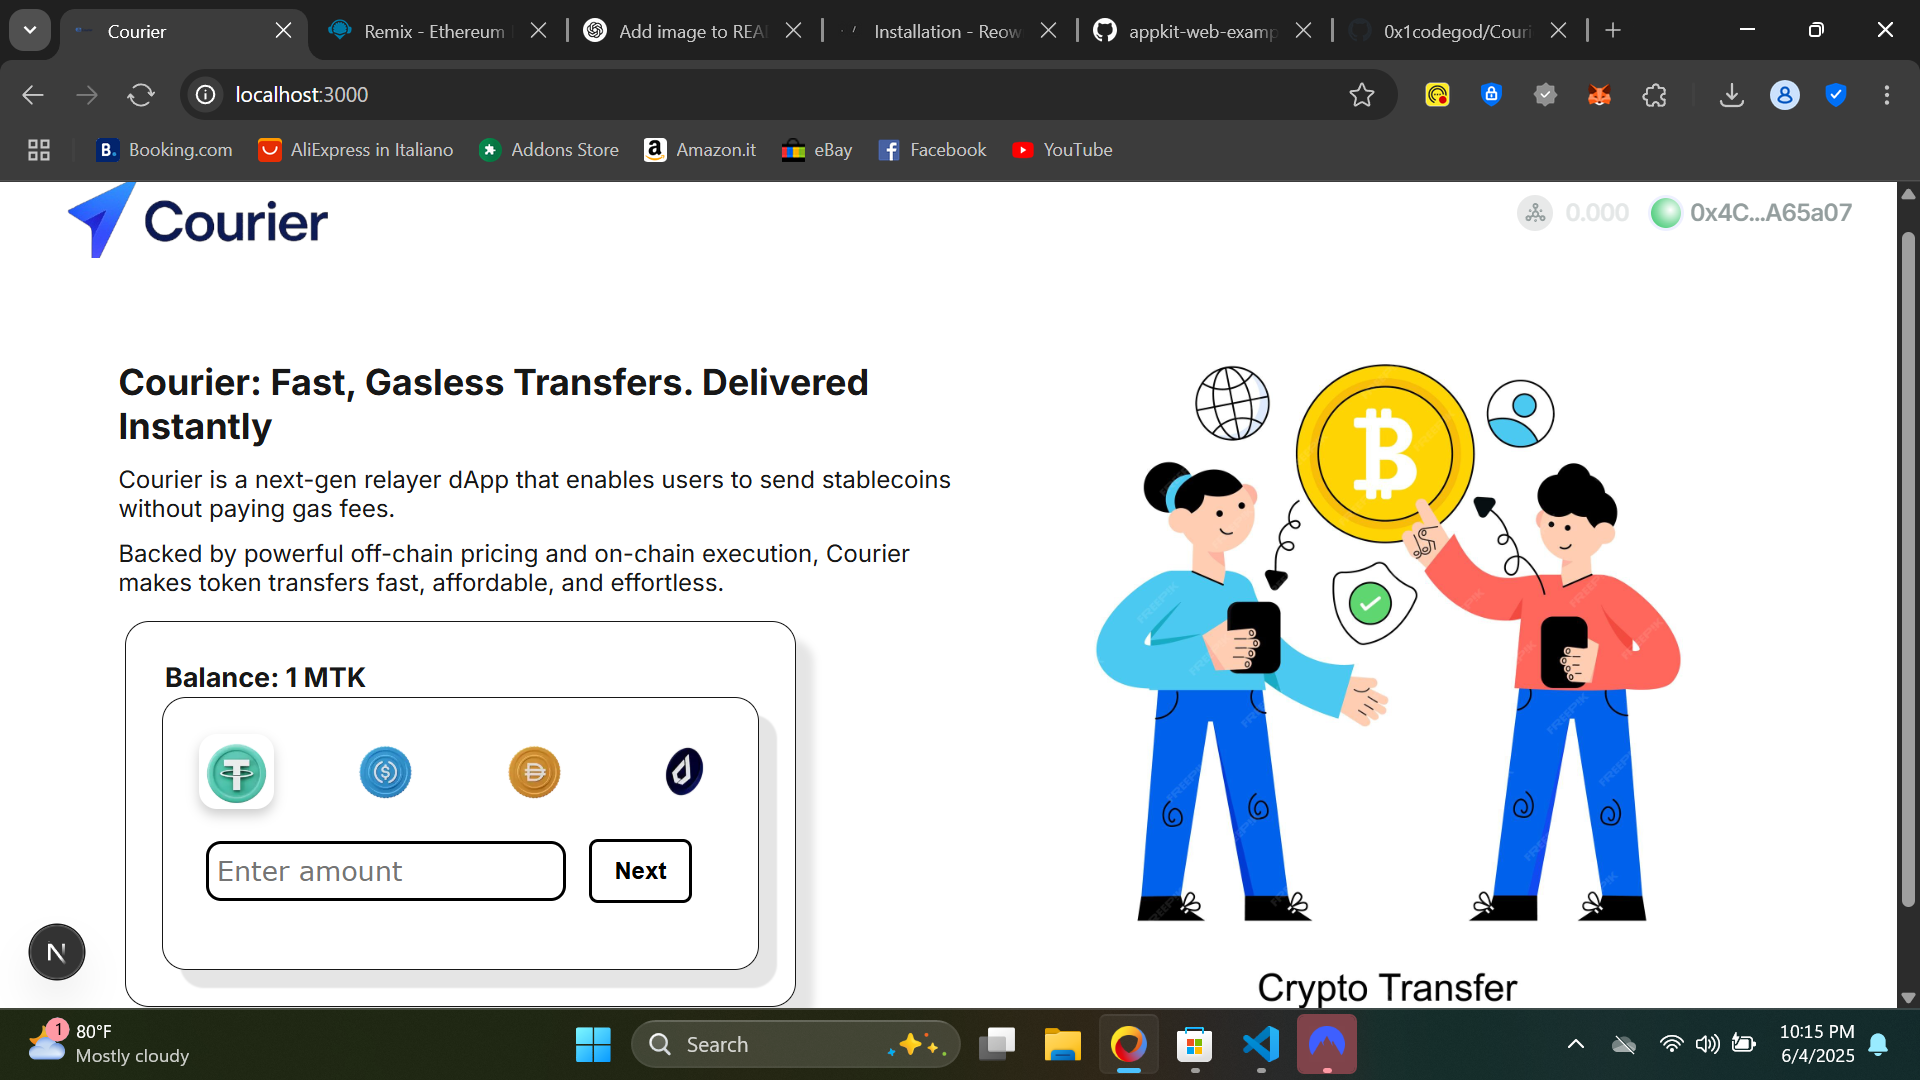 Courier
Remix - Ethereum
Add image to REA
Installation - Reow
appkit-web-examp
0x1codegod/Couri
localhost:3000
Booking.com
AliExpress in Italiano
Addons Store
Amazon.it
eBay
Facebook
YouTube
Courier
0.000
0x4C...A65a07
Courier: Fast, Gasless Transfers. Delivered
Instantly
Courier is a next-gen relayer dApp that enables users to send stablecoins
without paying gas fees.
Backed by powerful off-chain pricing and on-chain execution, Courier
makes token transfers fast, affordable, and effortless.
Balance: 1 MTK
Enter amount
Next
Crypto Transfer
N
1
80°F
Mostly cloudy
Search
10:15 PM
6/4/2025